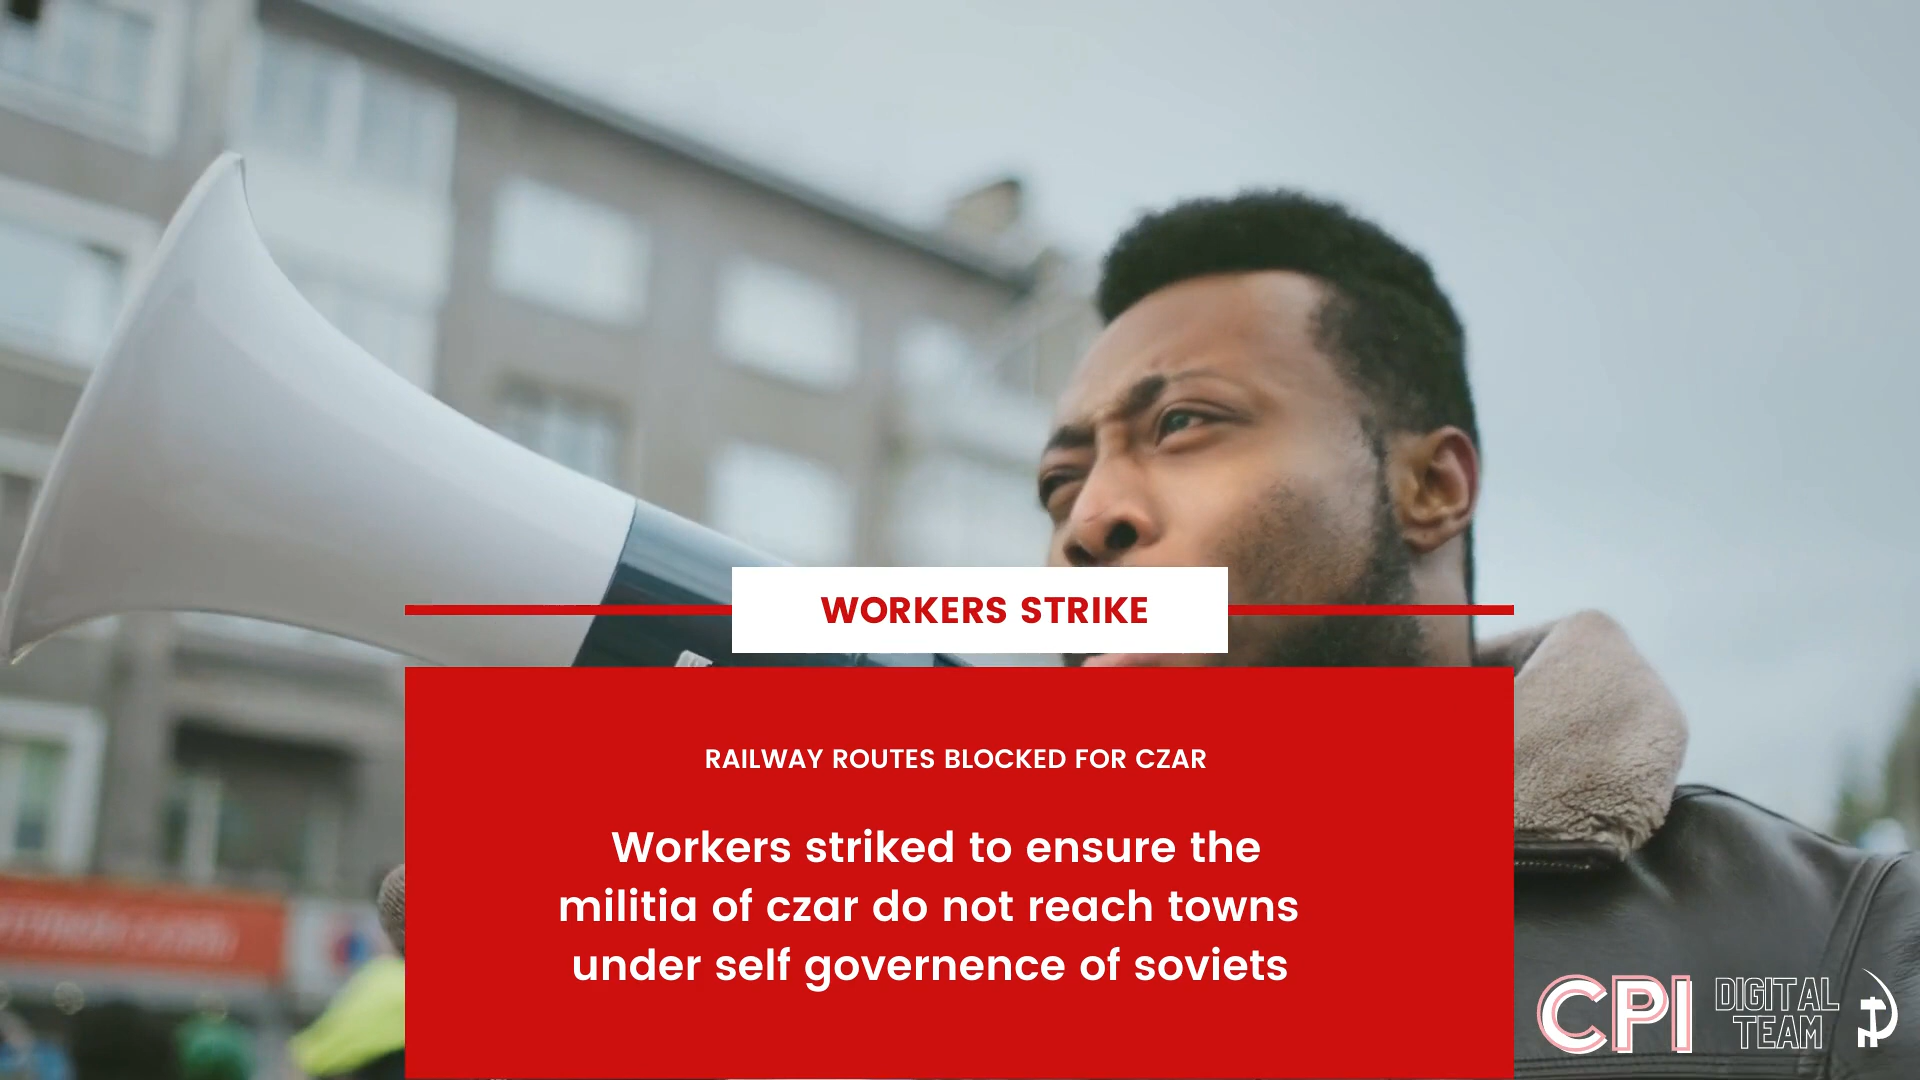 WORKERS STRIKE
RAILWAY ROUTES BLOCKED FOR CZAR
Workers striked to ensure the
militia of czar do not reach towns
under self governence of soviets
CPI DIGITAL
TEAM